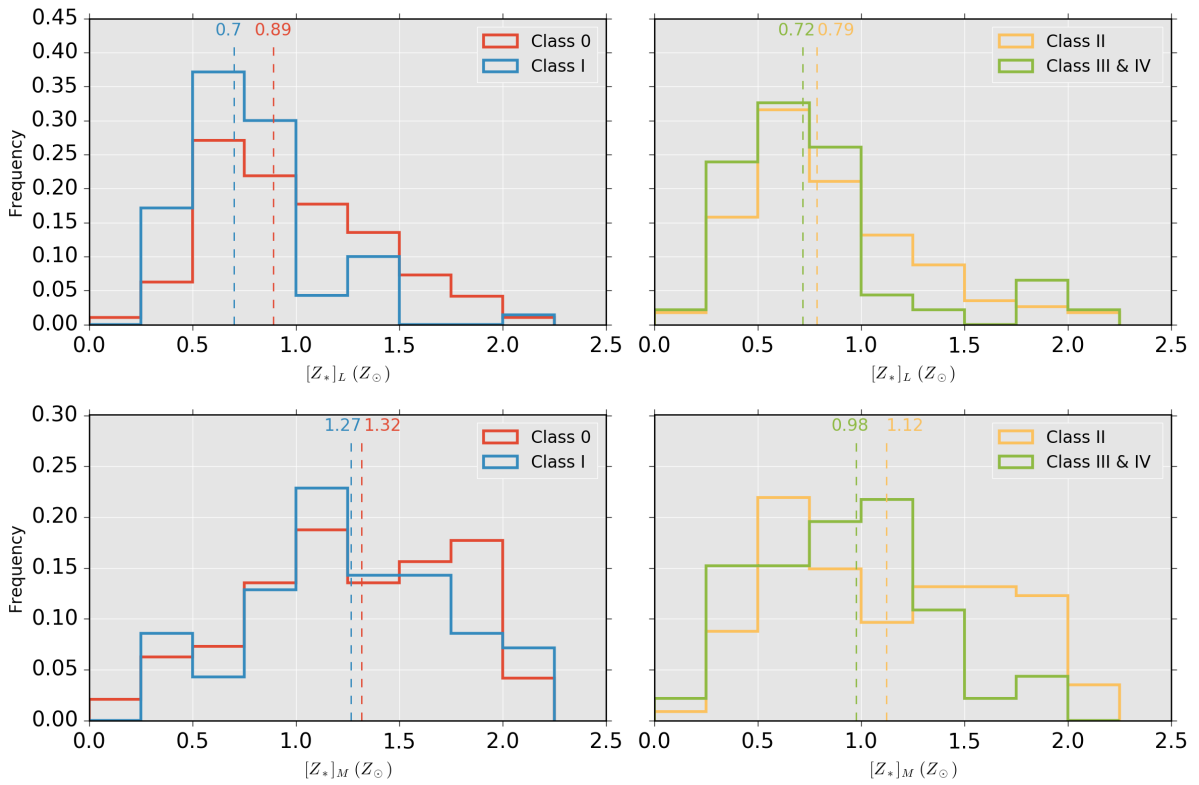 0.7 0.89
Class 0
Class I
Frequency
0.45
0.40
0.35
0.30
0.25
0.20
0.15
0.10
0.05
0.00
0.0 0.5 1.0 1.5 2.0 2.5
[Z*]L (Z⊙)
0.72 0.79
Class II
Class III & IV
0.0 0.5 1.0 1.5 2.0 2.5
[Z*]L (Z⊙)
1.27 1.32
Class 0
Class I
Frequency
0.30
0.25
0.20
0.15
0.10
0.05
0.00
0.0 0.5 1.0 1.5 2.0 2.5
[Z*]M (Z⊙)
0.98 1.12
Class II
Class III & IV
0.0 0.5 1.0 1.5 2.0 2.5
[Z*]M (Z⊙)